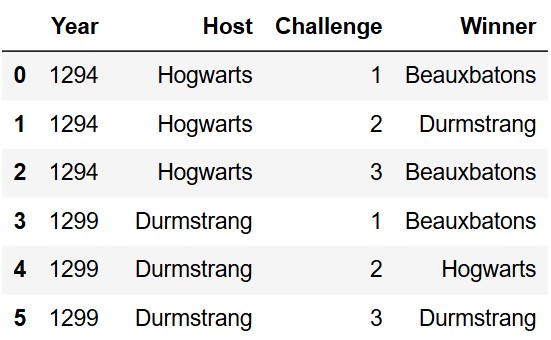 Year Host Challenge Winner
0 1294 Hogwarts 1 Beauxbatons
1 1294 Hogwarts 2 Durmstrang
2 1294 Hogwarts 3 Beauxbatons
3 1299 Durmstrang 1 Beauxbatons
4 1299 Durmstrang 2 Hogwarts
5 1299 Durmstrang 3 Durmstrang